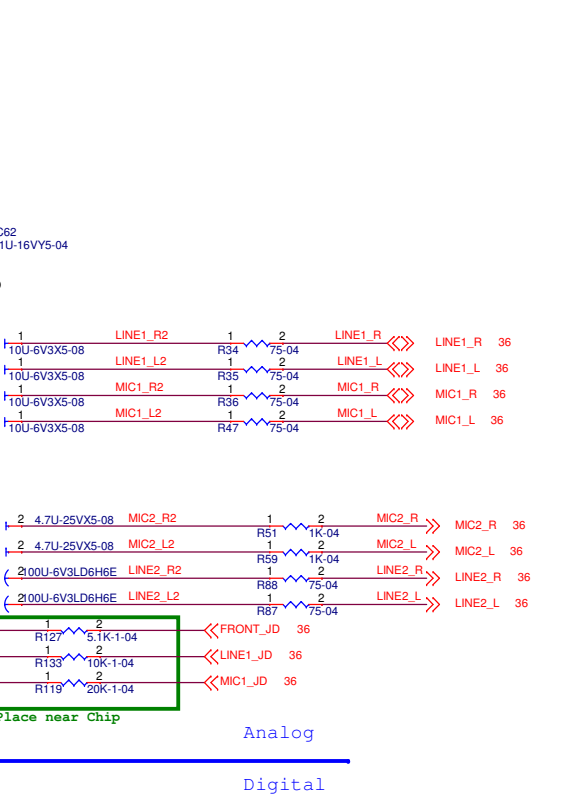 C62
1U-16VY5-04
1 LINE1_R2 1 2 LINE1_R LINE1_R 36
10U-6V3X5-08 R34 75-04
1 LINE1_L2 1 2 LINE1_L LINE1_L 36
10U-6V3X5-08 R35 75-04
1 MIC1_R2 1 2 MIC1_R MIC1_R 36
10U-6V3X5-08 R36 75-04
1 MIC1_L2 1 2 MIC1_L MIC1_L 36
10U-6V3X5-08 R47 75-04
2 4.7U-25VX5-08 MIC2_R2 1 2 MIC2_R MIC2_R 36
R51 1K-04
2 4.7U-25VX5-08 MIC2_L2 1 2 MIC2_L MIC2_L 36
R59 1K-04
2 100U-6V3LD6H6E LINE2_R2 1 2 LINE2_R LINE2_R 36
R88 75-04
2 100U-6V3LD6H6E LINE2_L2 1 2 LINE2_L LINE2_L 36
R87 75-04
1 2 FRONT_JD 36
R127 5.1K-1-04
1 2 LINE1_JD 36
R133 10K-1-04
1 2 MIC1_JD 36
R119 20K-1-04
Place near Chip
Analog
Digital